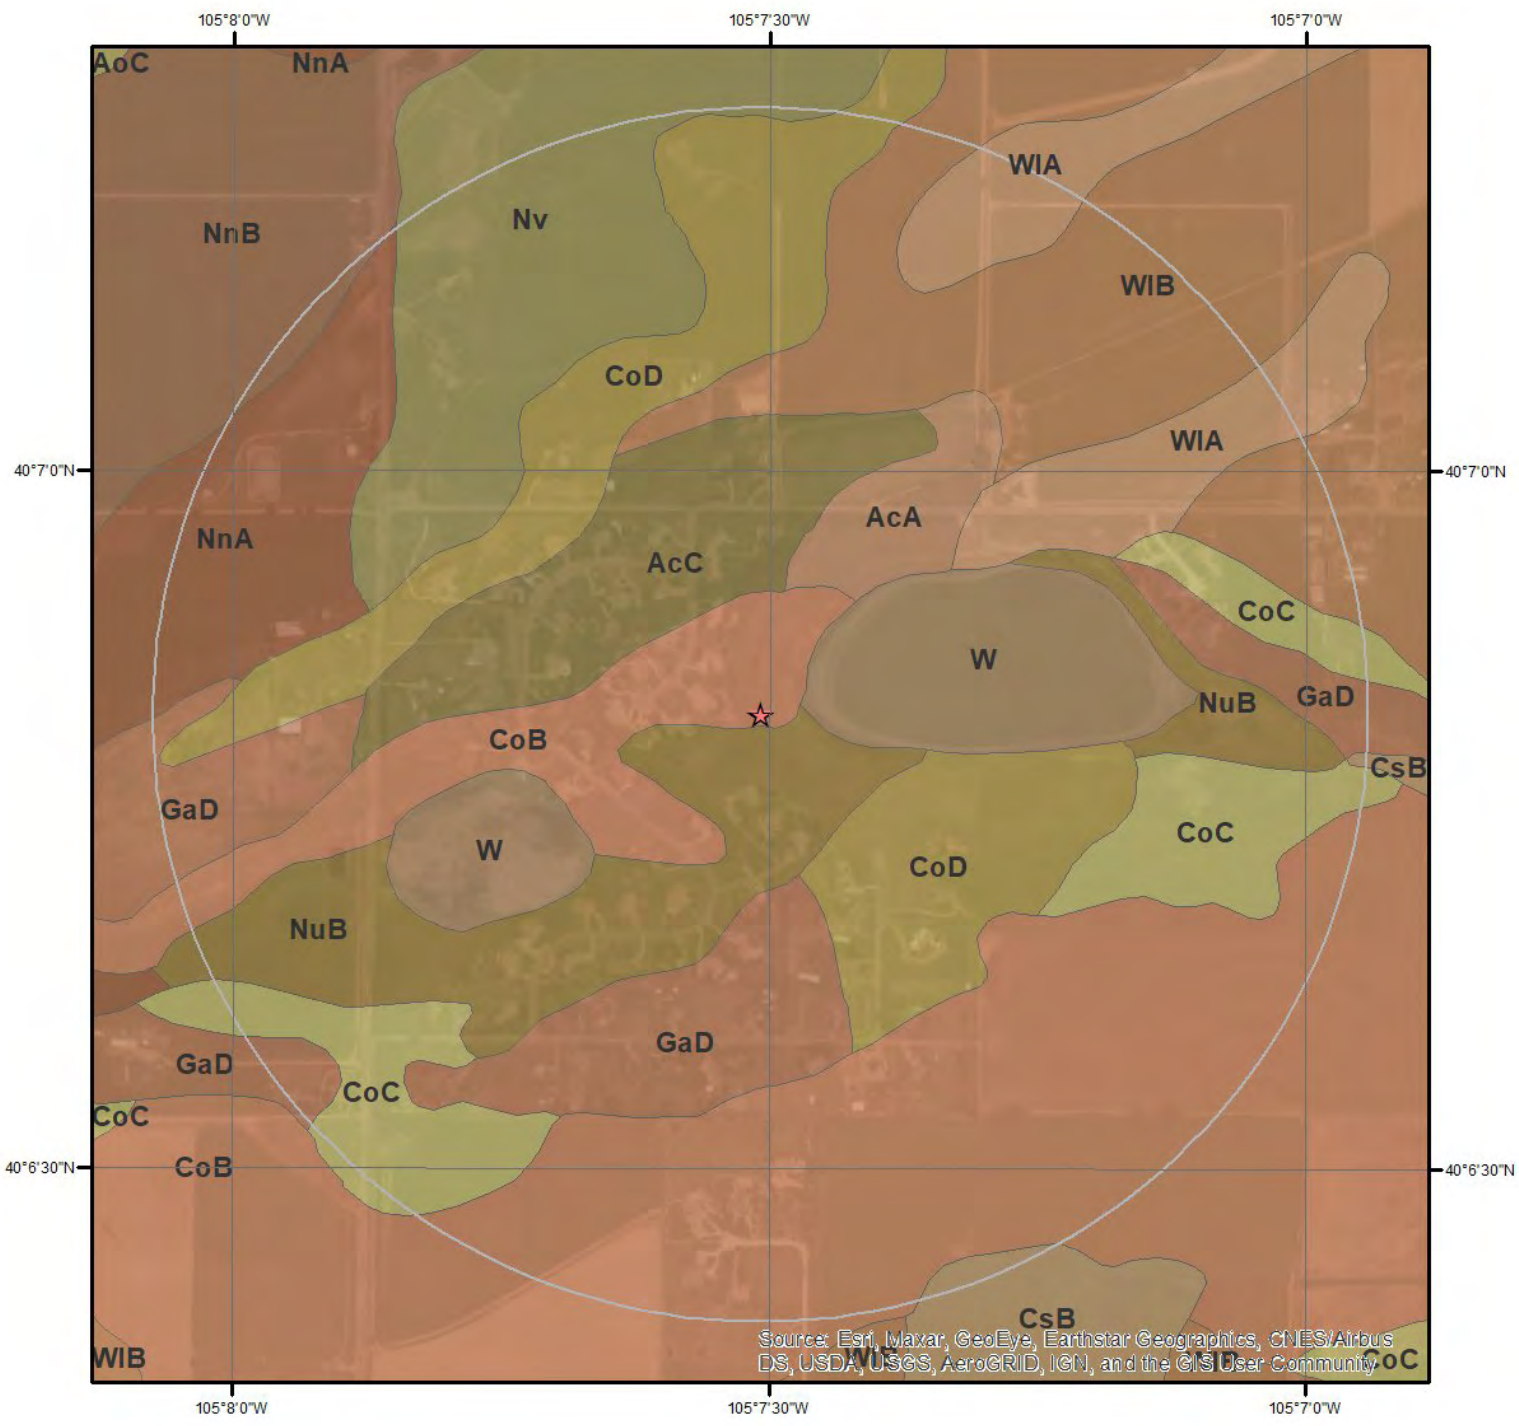 105°8'0"W 105°7'30"W 105°7'0"W
AoC NnA
WIA
NnB Nv
WIB
CoD
WIA
40°7'0"N 40°7'0"N
AcA
NnA
AcC
CoC
W
GaD
NuB
CoB
CsB
GaD
CoC
W
CoD
NuB
GaD
GaD
CoC
CoC
40°6'30"N CoB 40°6'30"N
CsB
Source: Esri, Maxar, GeoEye, Earthstar Geographics, CNES/Airbus
WIB CoC
DS, USDA, USGS, AeroGRID, IGN, and the GIS User Community
105°8'0"W 105°7'30"W 105°7'0"W